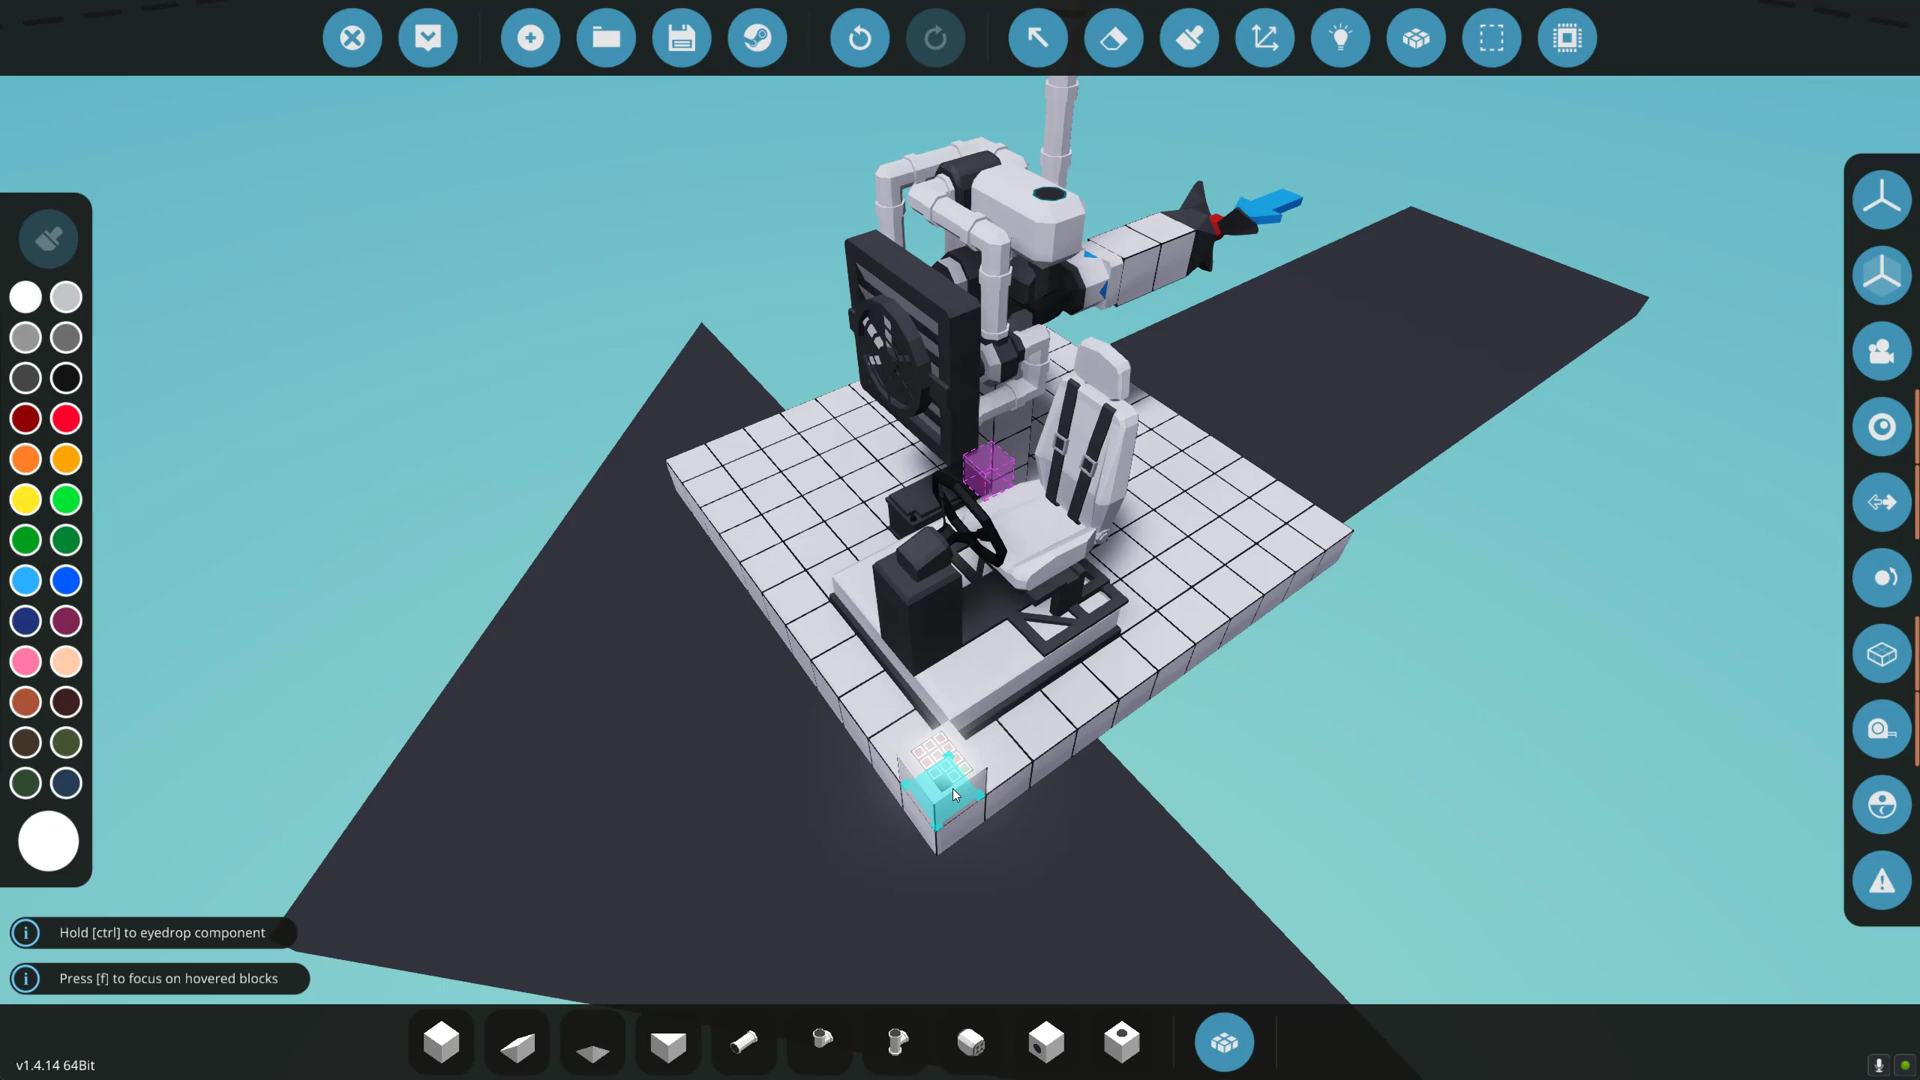 Hold [ctrl] to eyedrop component
Press [f] to focus on hovered blocks
v1.4.14 64Bit